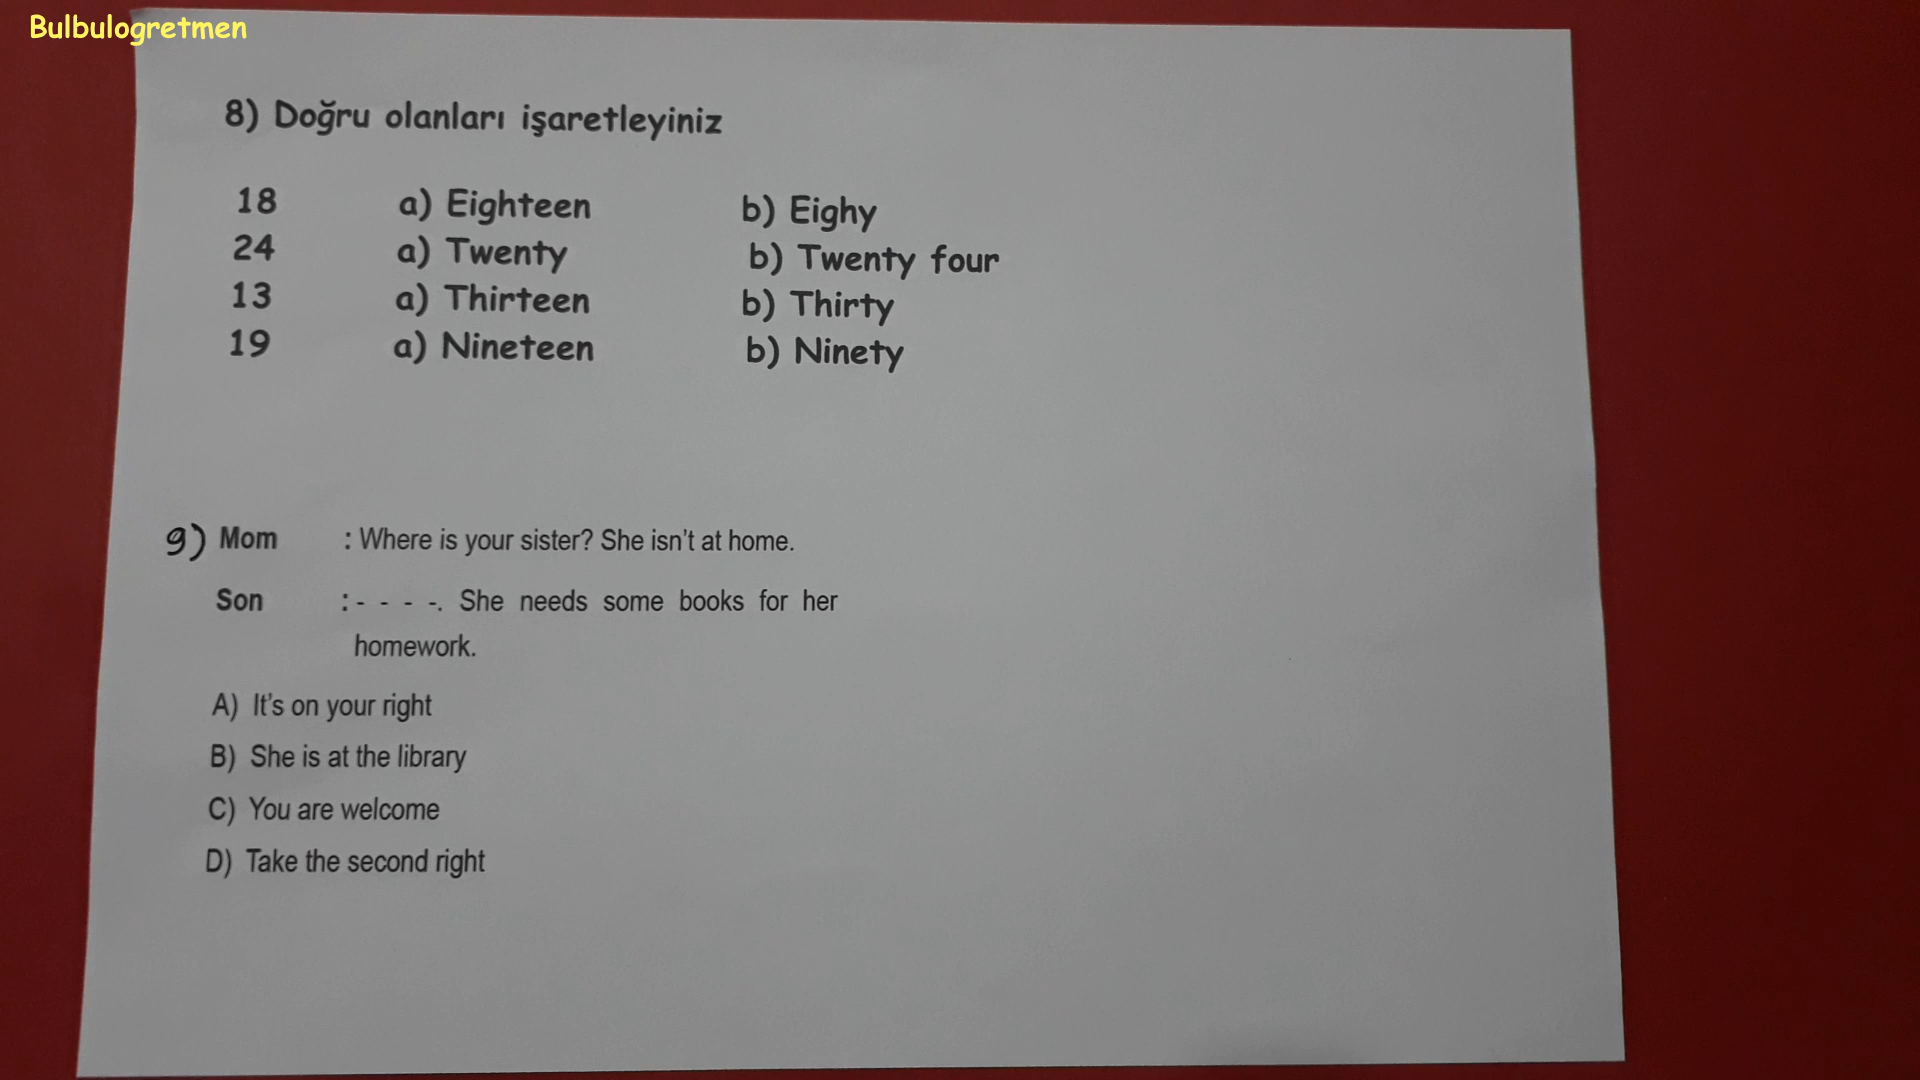 Bulbulogretmen
8) Doğru olanları işaretleyiniz
18 a) Eighteen b) Eighy
24 a) Twenty b) Twenty four
13 a) Thirteen b) Thirty
19 a) Nineteen b) Ninety
9) Mom : Where is your sister? She isn't at home.
Son : - - - -. She needs some books for her
homework.
A) It's on your right
B) She is at the library
C) You are welcome
D) Take the second right